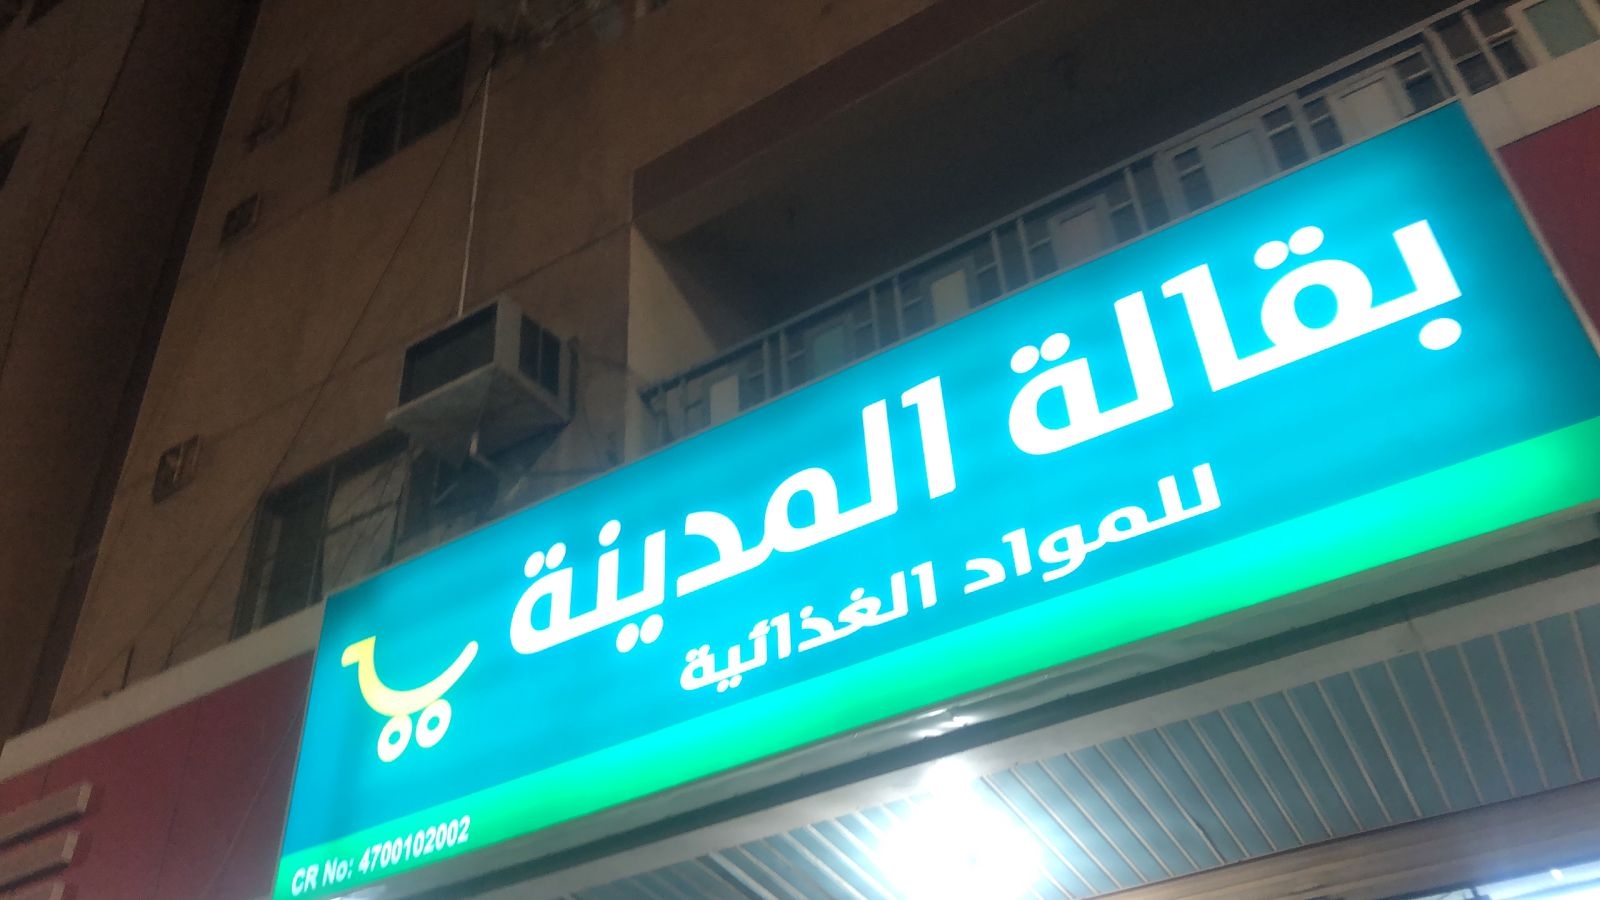 بقالة المدينة
للمواد الغذائية
CR No: 4700102002